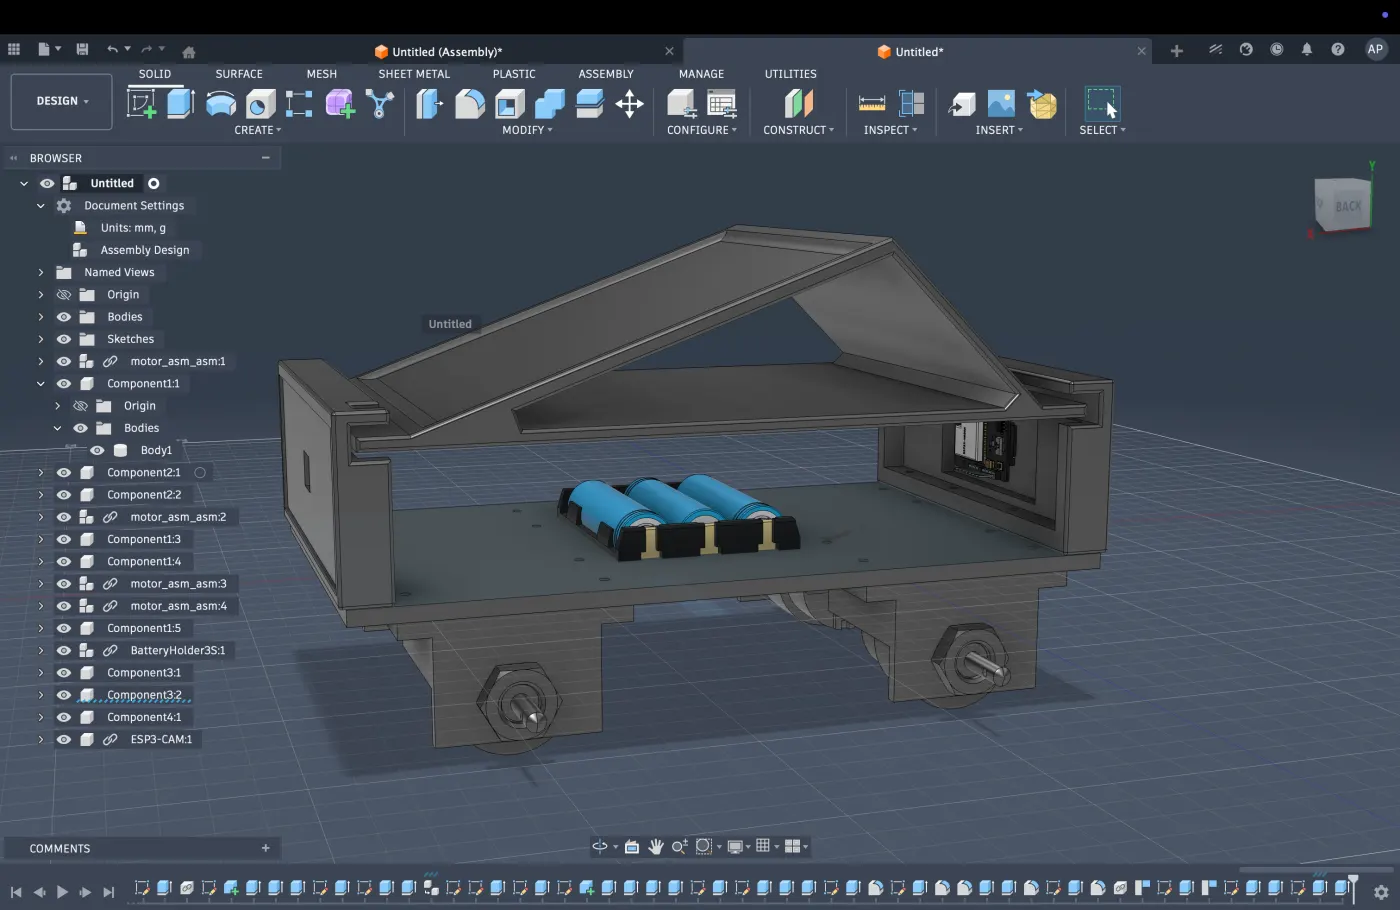 Untitled (Assembly)*
Untitled*
AP
DESIGN
SOLID
SURFACE
MESH
SHEET METAL
PLASTIC
ASSEMBLY
MANAGE
UTILITIES
CREATE
MODIFY
CONFIGURE
CONSTRUCT
INSPECT
INSERT
SELECT
BROWSER
Untitled
Document Settings
Units: mm, g
Assembly Design
Named Views
Origin
Bodies
Sketches
motor_asm_asm:1
Component1:1
Origin
Bodies
Body1
Component2:1
Component2:2
motor_asm_asm:2
Component1:3
Component1:4
motor_asm_asm:3
motor_asm_asm:4
Component1:5
BatteryHolder3S:1
Component3:1
Component3:2
Component4:1
ESP3-CAM:1
Untitled
Y
BACK
COMMENTS